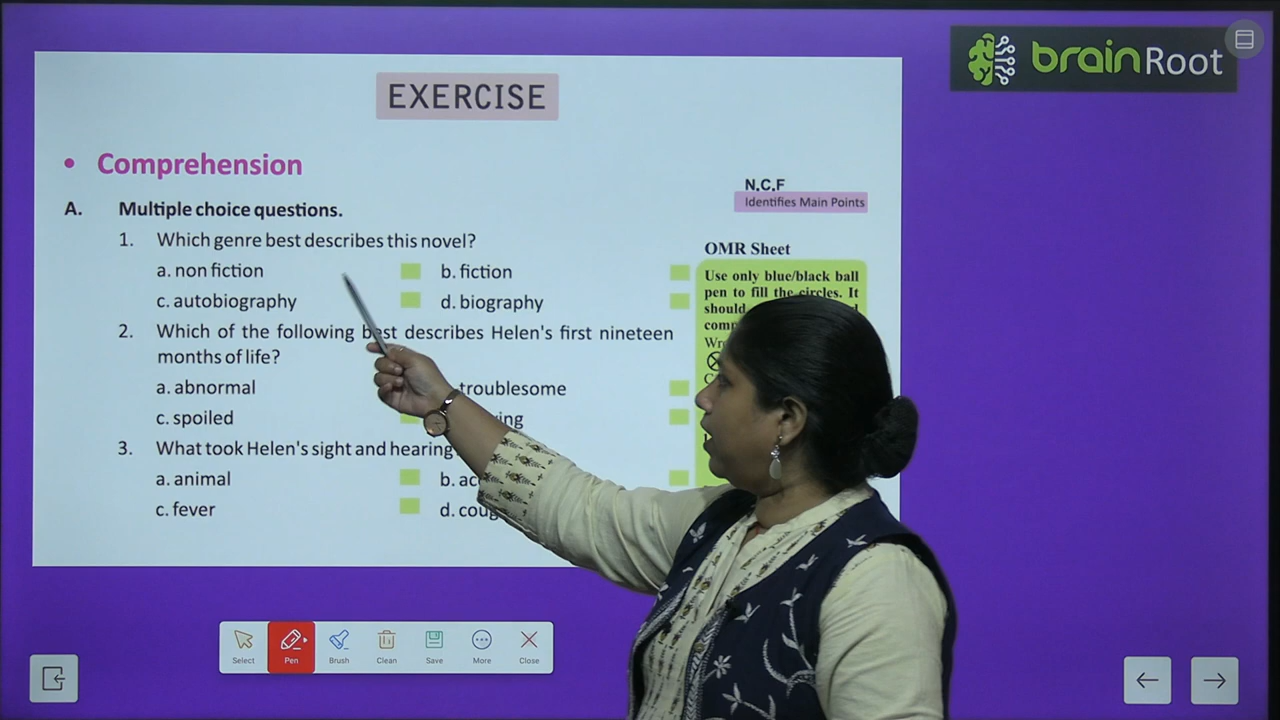 brainRoot
EXERCISE
• Comprehension
N.C.F
Identifies Main Points
A. Multiple choice questions.
1. Which genre best describes this novel?
a. non fiction b. fiction
c. autobiography d. biography
OMR Sheet
Use only blue/black ball
pen to fill the circles. It
should
2. Which of the following best describes Helen's first nineteen
months of life?
a. abnormal troublesome
c. spoiled
3. What took Helen's sight and hearing
a. animal b.
c. fever d.
Select Pen Brush Clean Save More Close